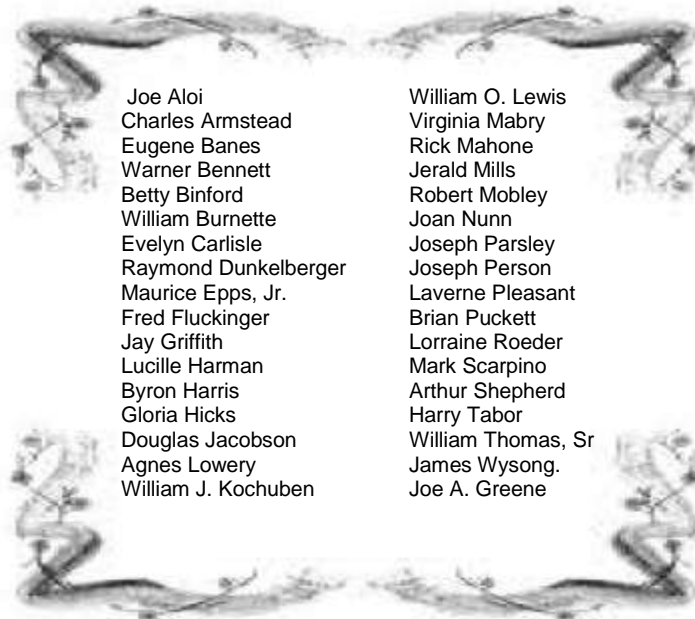 Joe Aloi
Charles Armstead
Eugene Banes
Warner Bennett
Betty Binford
William Burnette
Evelyn Carlisle
Raymond Dunkelberger
Maurice Epps, Jr.
Fred Fluckinger
Jay Griffith
Lucille Harman
Byron Harris
Gloria Hicks
Douglas Jacobson
Agnes Lowery
William J. Kochuben
William O. Lewis
Virginia Mabry
Rick Mahone
Jerald Mills
Robert Mobley
Joan Nunn
Joseph Parsley
Joseph Person
Laverne Pleasant
Brian Puckett
Lorraine Roeder
Mark Scarpino
Arthur Shepherd
Harry Tabor
William Thomas, Sr
James Wysong.
Joe A. Greene